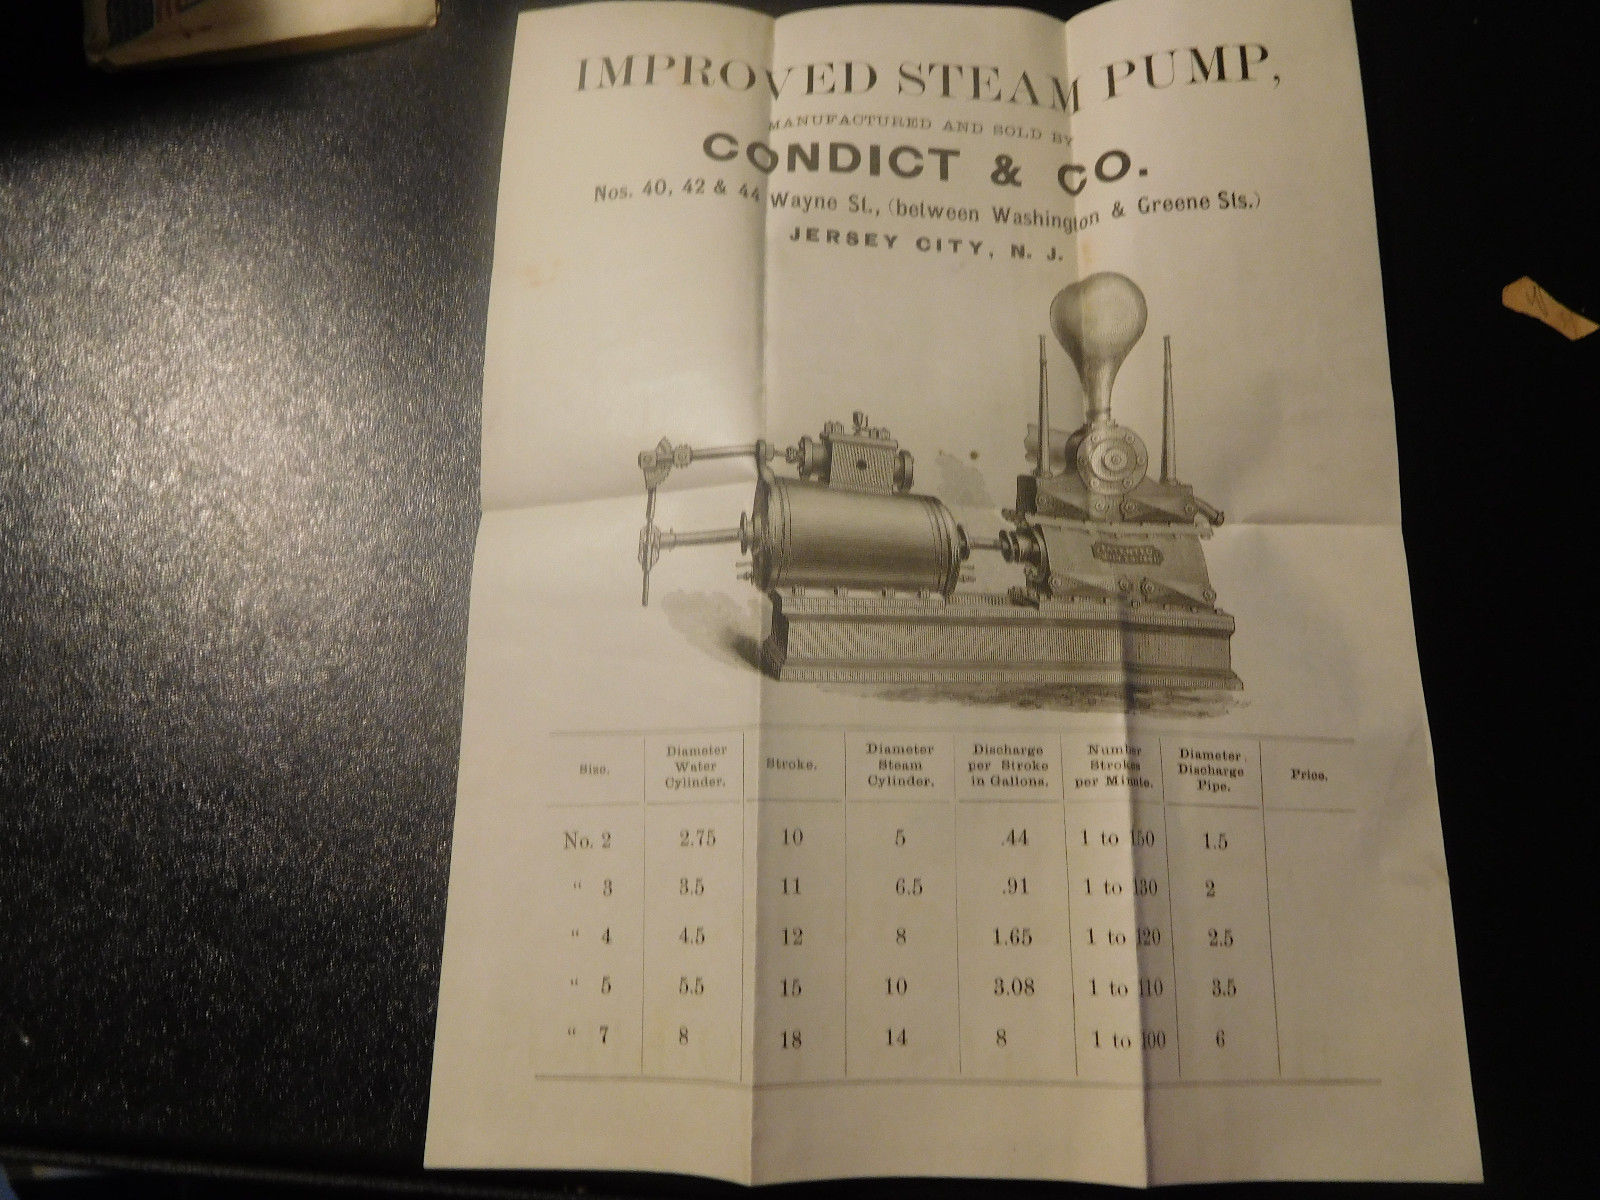 IMPROVED STEAM PUMP,
MANUFACTURED AND SOLD BY
CONDICT & CO.
Nos. 40, 42 & 44 Wayne St., (between Washington & Greene Sts.)
JERSEY CITY, N. J.
Size. Diameter Water Cylinder. Stroke. Diameter Steam Cylinder. Discharge per Stroke in Gallons. Number Strokes per Minute. Diameter Discharge Pipe. Price.
No. 2 2.75 10 5 .44 1 to 150 1.5
" 3 3.5 11 6.5 .91 1 to 130 2
" 4 4.5 12 8 1.65 1 to 120 2.5
" 5 5.5 15 10 3.08 1 to 110 3.5
" 7 8 18 14 8 1 to 100 6